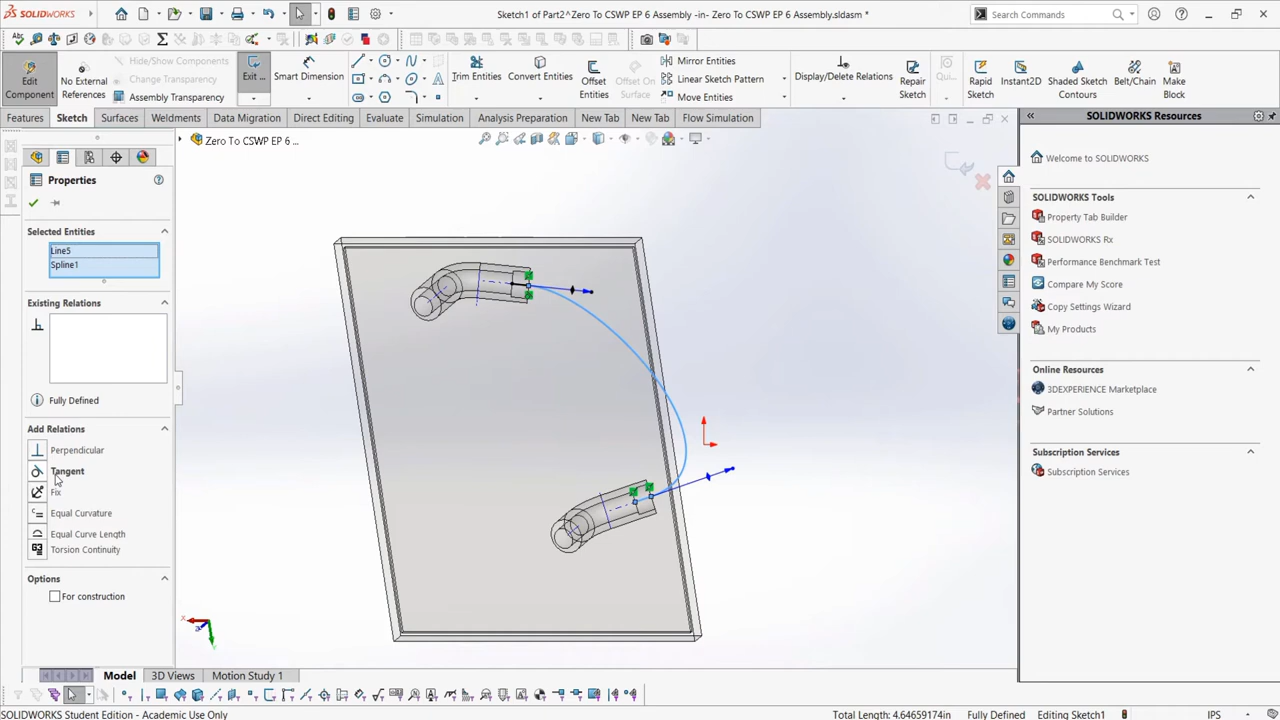 SOLIDWORKS
Sketch1 of Part2^Zero To CSWP EP 6 Assembly -in- Zero To CSWP EP 6 Assembly.sldasm *
Search Commands
Edit Component
No External References
Hide/Show Components
Change Transparency
Assembly Transparency
Exit ...
Smart Dimension
Trim Entities
Convert Entities
Offset Entities
Offset On Surface
Mirror Entities
Linear Sketch Pattern
Move Entities
Display/Delete Relations
Repair Sketch
Qui...
Rapid Sketch
Instant2D
Shaded Sketch Contours
Belt/Chain
Make Block
Features
Sketch
Surfaces
Weldments
Data Migration
Direct Editing
Evaluate
Simulation
Analysis Preparation
New Tab
New Tab
Flow Simulation
Zero To CSWP EP 6 ...
Properties
Selected Entities
Line5
Spline1
Existing Relations
Fully Defined
Add Relations
Perpendicular
Tangent
Fix
Equal Curvature
Equal Curve Length
Torsion Continuity
Options
For construction
SOLIDWORKS Resources
Welcome to SOLIDWORKS
SOLIDWORKS Tools
Property Tab Builder
SOLIDWORKS Rx
Performance Benchmark Test
Compare My Score
Copy Settings Wizard
My Products
Online Resources
3DEXPERIENCE Marketplace
Partner Solutions
Subscription Services
Subscription Services
Model
3D Views
Motion Study 1
SOLIDWORKS Student Edition - Academic Use Only
Total Length: 4.64659174in
Fully Defined
Editing Sketch1
IPS